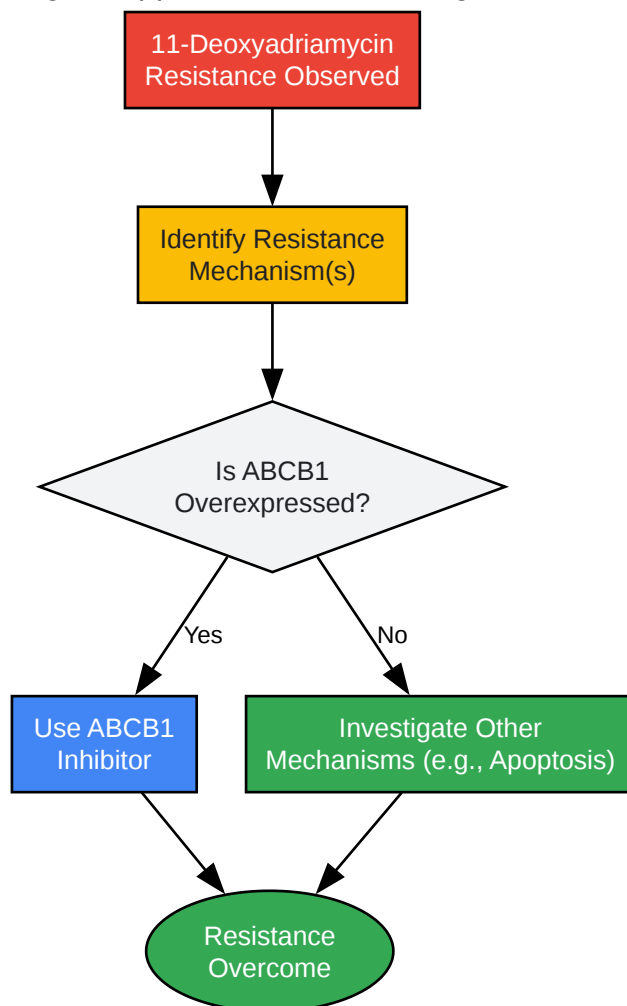 11-Deoxyadriamycin
Resistance Observed
Identify Resistance
Mechanism(s)
Is ABCB1
Overexpressed?
Yes
No
Use ABCB1
Inhibitor
Investigate Other
Mechanisms (e.g., Apoptosis)
Resistance
Overcome